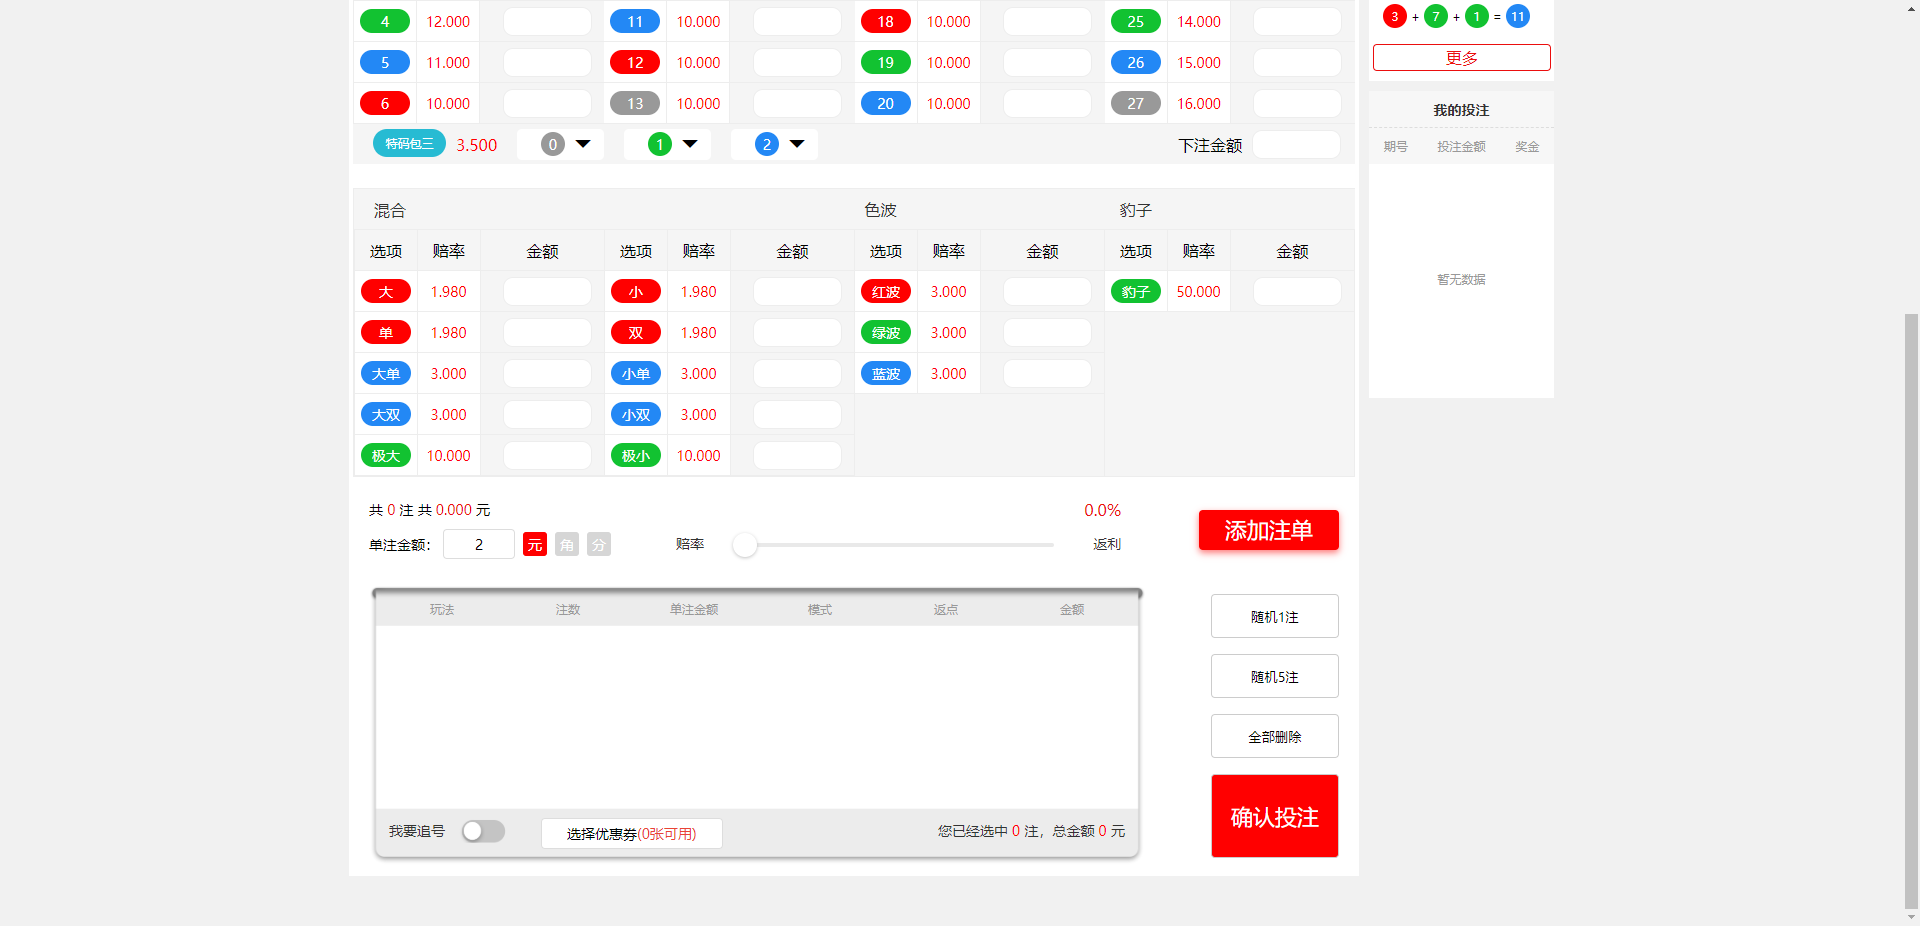 4 12.000 11 10.000 18 10.000 25 14.000
5 11.000 12 10.000 19 10.000 26 15.000
6 10.000 13 10.000 20 10.000 27 16.000
特码包三 3.500 0 1 2 下注金额
混合 色波 豹子
选项 赔率 金额 选项 赔率 金额 选项 赔率 金额 选项 赔率 金额
大 1.980 小 1.980 红波 3.000 豹子 50.000
单 1.980 双 1.980 绿波 3.000
大单 3.000 小单 3.000 蓝波 3.000
大双 3.000 小双 3.000
极大 10.000 极小 10.000
共 0 注 共 0.000 元
0.0%
单注金额： 2 元 角 分 赔率 返利
添加注单
玩法 注数 单注金额 模式 返点 金额
我要追号 选择优惠券(0张可用) 您已经选中 0 注，总金额 0 元
随机1注
随机5注
全部删除
确认投注
3 + 7 + 1 = 11
更多
我的投注
期号 投注金额 奖金
暂无数据